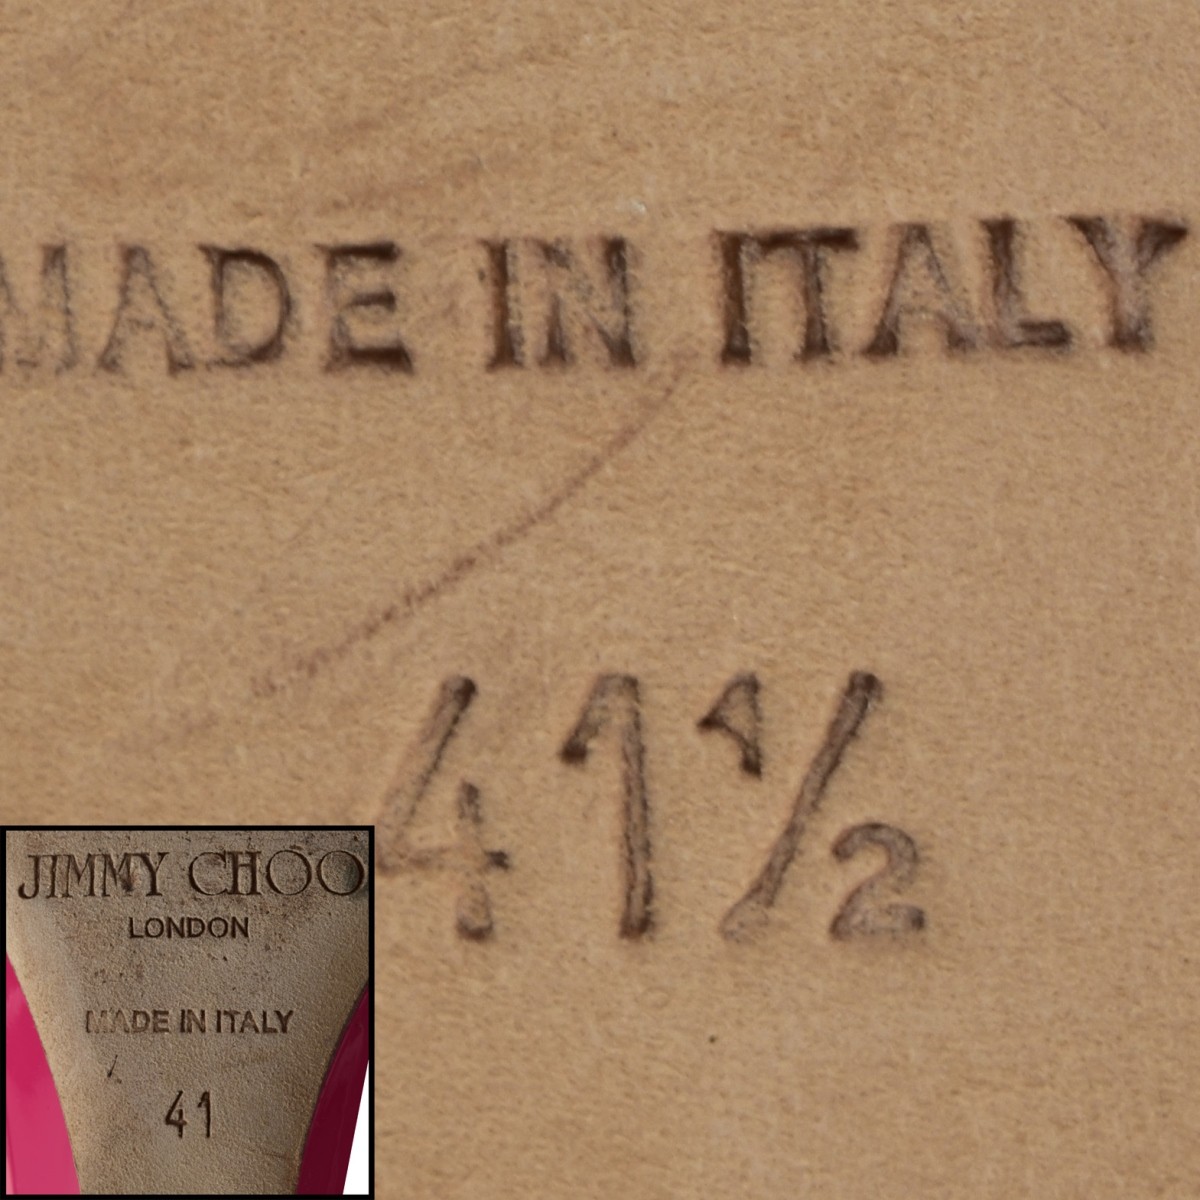 MADE IN ITALY
41½
JIMMY CHOO
LONDON
MADE IN ITALY
41